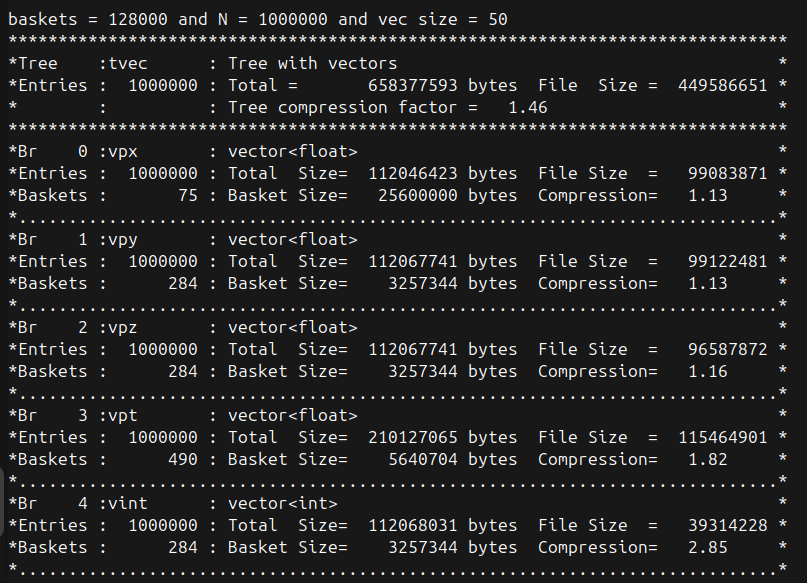 baskets = 128000 and N = 1000000 and vec size = 50
******************************************************************************
*Tree    :tvec      : Tree with vectors                                      *
*Entries :  1000000 : Total =       658377593 bytes  File  Size =  449586651 *
*        :          : Tree compression factor =   1.46                       *
******************************************************************************
*Br    0 :vpx       : vector<float>                                          *
*Entries :  1000000 : Total  Size=  112046423 bytes  File Size  =   99083871 *
*Baskets :       75 : Basket Size=   25600000 bytes  Compression=   1.13     *
*............................................................................*
*Br    1 :vpy       : vector<float>                                          *
*Entries :  1000000 : Total  Size=  112067741 bytes  File Size  =   99122481 *
*Baskets :      284 : Basket Size=    3257344 bytes  Compression=   1.13     *
*............................................................................*
*Br    2 :vpz       : vector<float>                                          *
*Entries :  1000000 : Total  Size=  112067741 bytes  File Size  =   96587872 *
*Baskets :      284 : Basket Size=    3257344 bytes  Compression=   1.16     *
*............................................................................*
*Br    3 :vpt       : vector<float>                                          *
*Entries :  1000000 : Total  Size=  210127065 bytes  File Size  =  115464901 *
*Baskets :      490 : Basket Size=    5640704 bytes  Compression=   1.82     *
*............................................................................*
*Br    4 :vint      : vector<int>                                            *
*Entries :  1000000 : Total  Size=  112068031 bytes  File Size  =   39314228 *
*Baskets :      284 : Basket Size=    3257344 bytes  Compression=   2.85     *
*............................................................................*